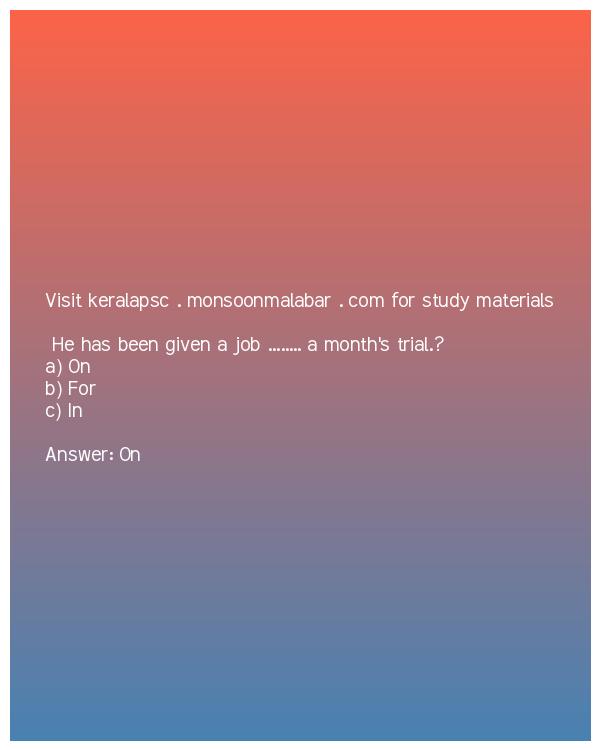 Visit keralapsc . monsoonmalabar . com for study materials
He has been given a job ........ a month's trial.?
a) On
b) For
c) In
Answer: On